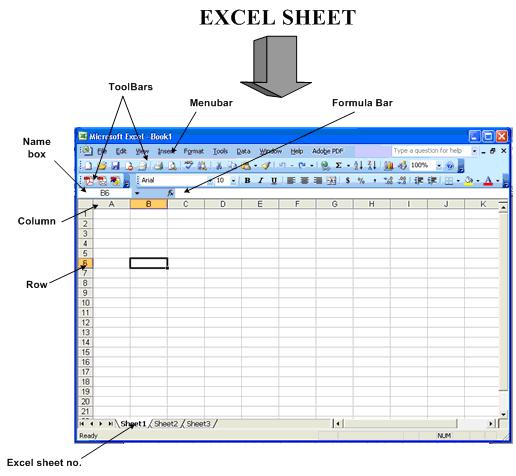 EXCEL SHEET
ToolBars
Menubar
Formula Bar
Name
box
Microsoft Excel - Book1
File Edit View Insert Format Tools Data Window Help Adobe PDF Type a question for help
100%
Arial 10 B I U $ % ,
B6 fx
Column
A B C D E F G H I J K
1
2
3
4
5
6
Row
7
8
9
10
11
12
13
14
15
16
17
18
19
20
21
Sheet1 / Sheet2 / Sheet3 /
Ready NUM
Excel sheet no.